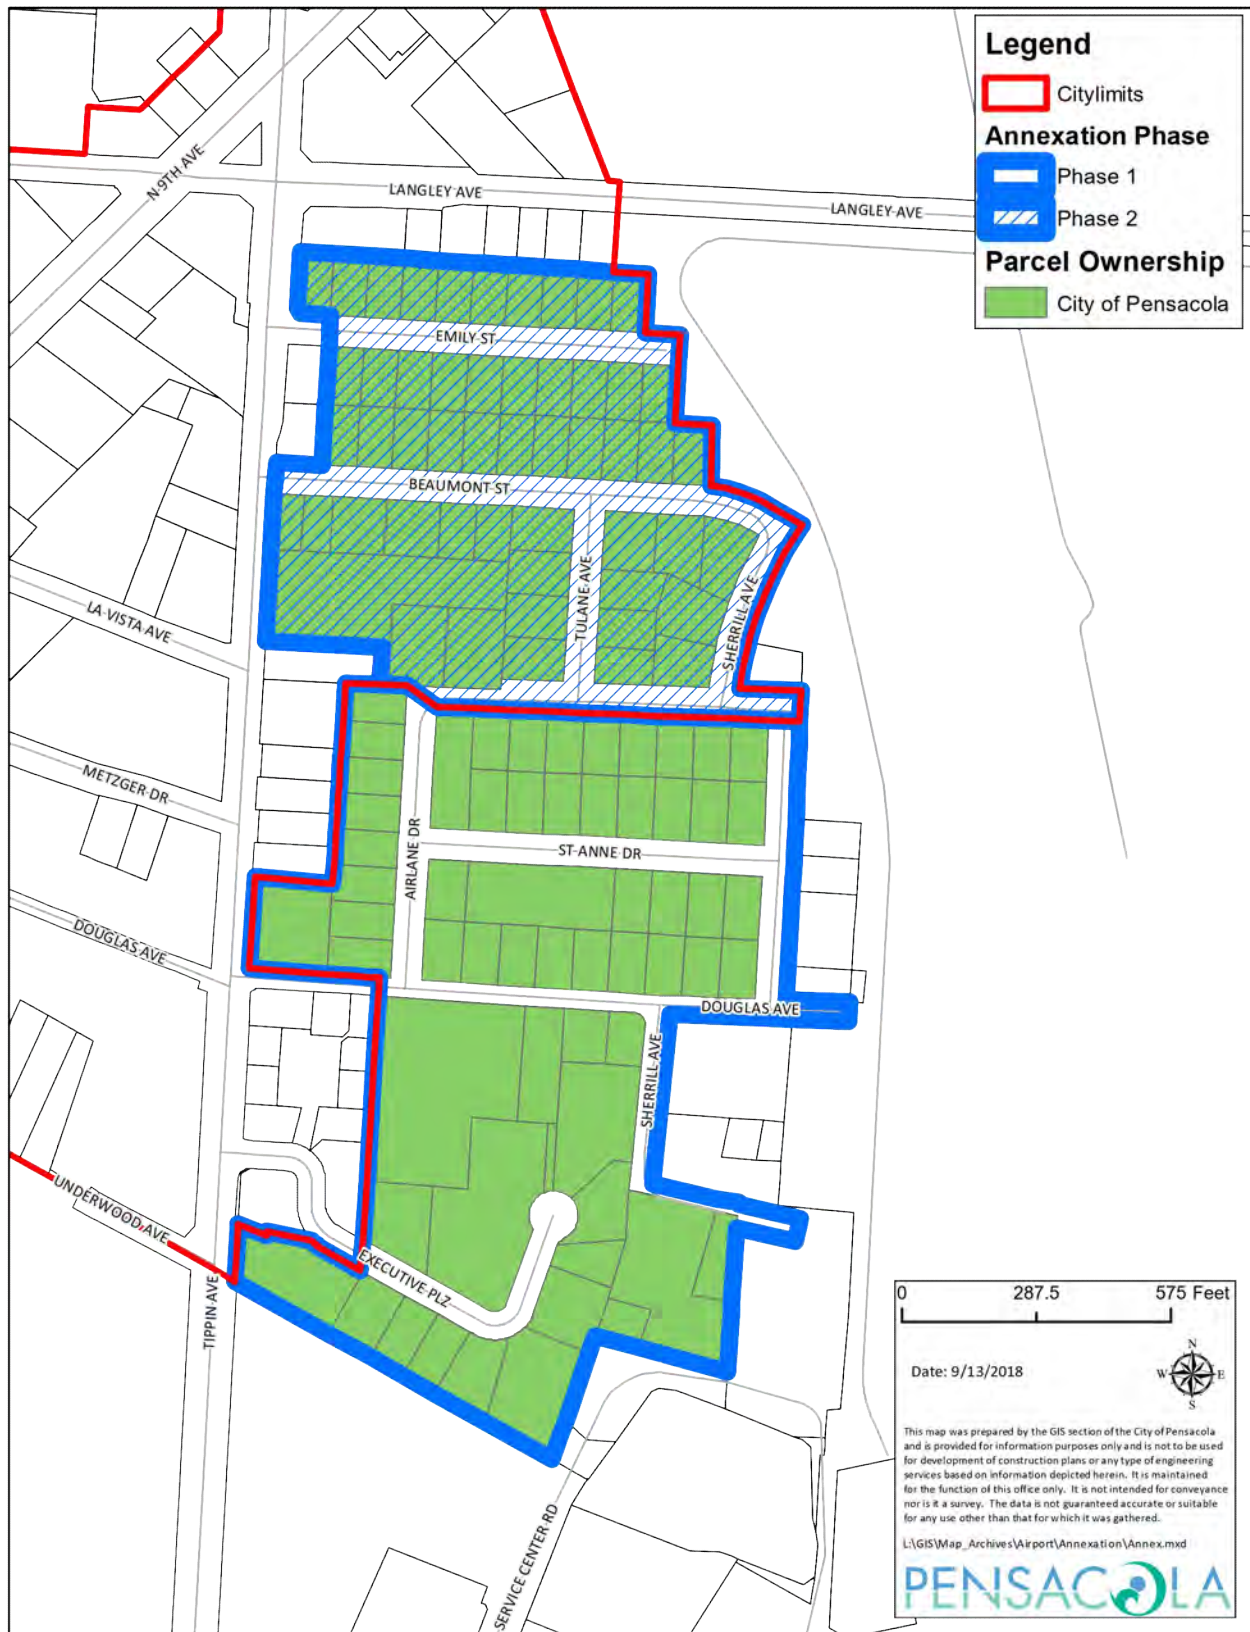 Legend
Citylimits
Annexation Phase
Phase 1
Phase 2
Parcel Ownership
City of Pensacola
N 9TH AVE
LANGLEY AVE
LANGLEY AVE
EMILY ST
BEAUMONT ST
TULANE AVE
SHERRILL AVE
LA VISTA AVE
METZGER DR
AIRLANE DR
ST ANNE DR
DOUGLAS AVE
DOUGLAS AVE
SHERRILL AVE
UNDERWOOD AVE
EXECUTIVE PLZ
TIPPIN AVE
SERVICE CENTER RD
0 287.5 575 Feet
Date: 9/13/2018
N
W E
S
This map was prepared by the GIS section of the City of Pensacola
and is provided for information purposes only and is not to be used
for development of construction plans or any type of engineering
services based on information depicted herein. It is maintained
for the function of this office only. It is not intended for conveyance
nor is it a survey. The data is not guaranteed accurate or suitable
for any use other than that for which it was gathered.
L:\GIS\Map_Archives\Airport\Annexation\Annex.mxd
PENSACOLA